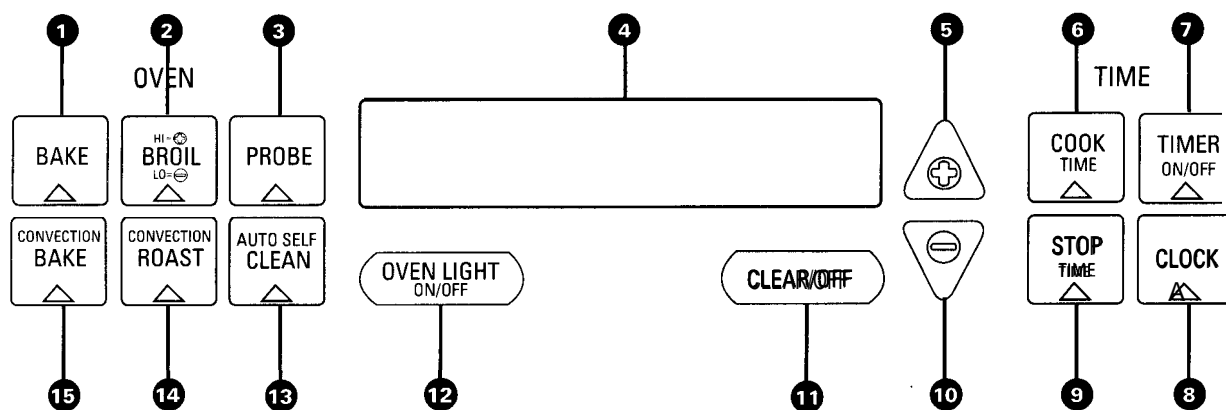 1 2 3 4 5 6 7
OVEN TIME
BAKE
HI=⊕
BROIL
LO=⊖
PROBE
COOK
TIME
TIMER
ON/OFF
CONVECTION
BAKE
CONVECTION
ROAST
AUTO SELF
CLEAN
OVEN LIGHT
ON/OFF
CLEAR/OFF
STOP
TIME
CLOCK
15 14 13 12 11 10 9 8